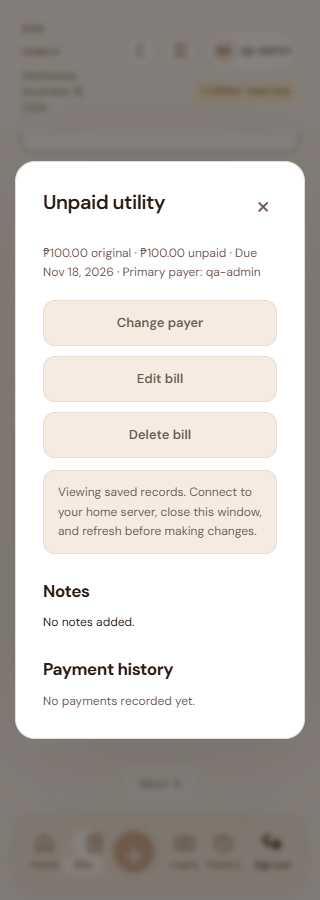 Unpaid utility
₱100.00 original · ₱100.00 unpaid · Due
Nov 18, 2026 · Primary payer: qa-admin
Change payer
Edit bill
Delete bill
Viewing saved records. Connect to
your home server, close this window,
and refresh before making changes.
Notes
No notes added.
Payment history
No payments recorded yet.